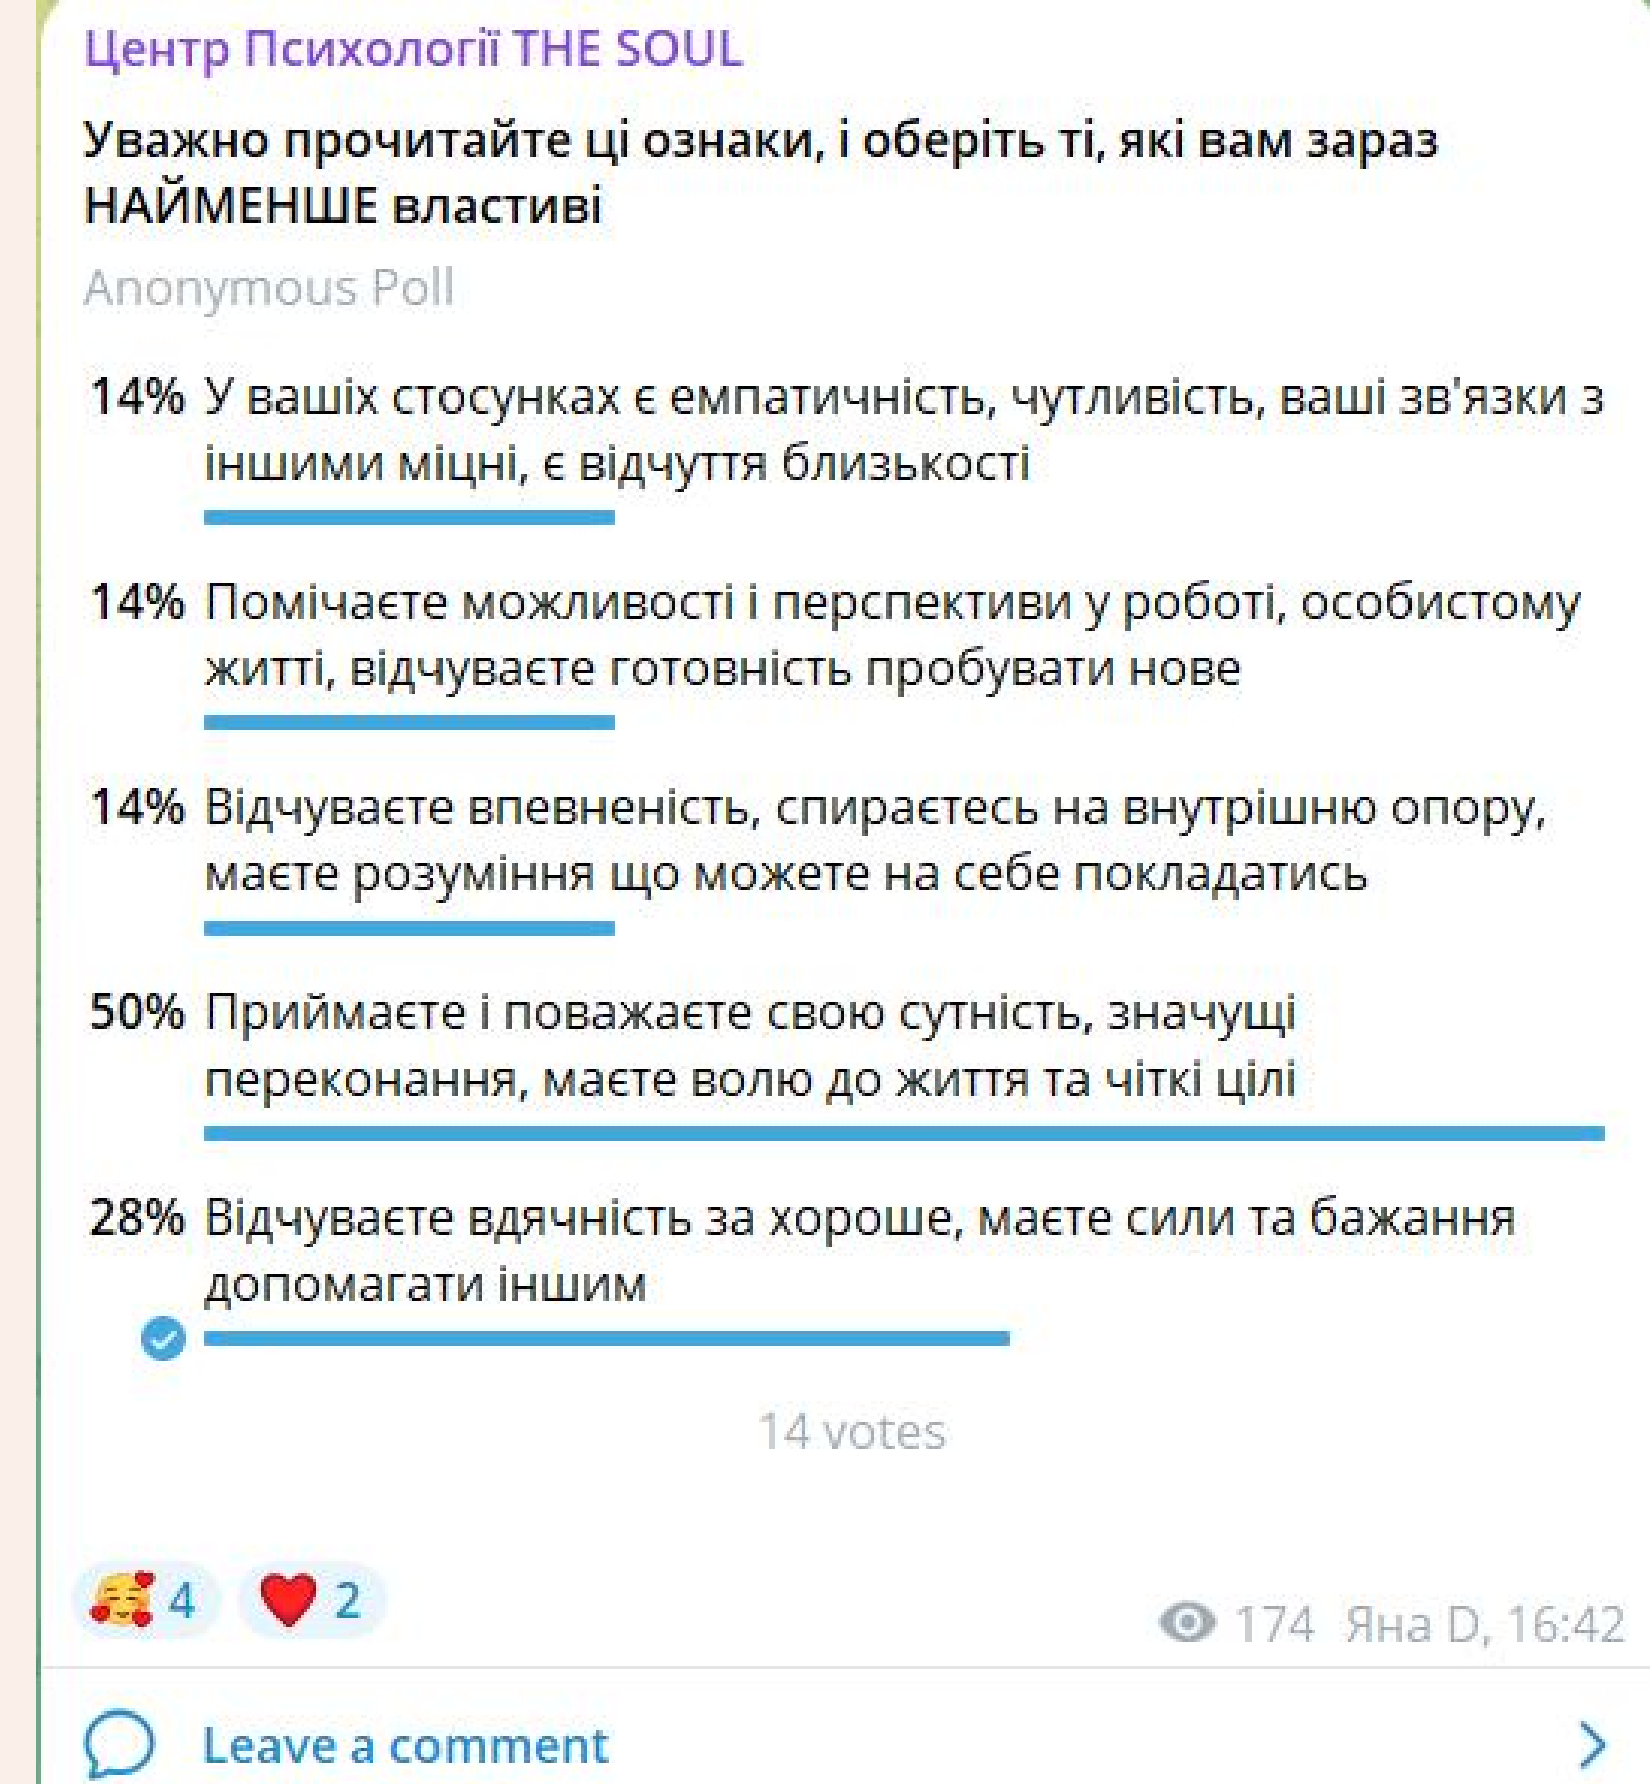 Центр Психології THE SOUL
Уважно прочитайте ці ознаки, і оберіть ті, які вам зараз
НАЙМЕНШЕ властиві
Anonymous Poll
14% У вашіх стосунках є емпатичність, чутливість, ваші зв'язки з
іншими міцні, є відчуття близькості
14% Помічаєте можливості і перспективи у роботі, особистому
житті, відчуваєте готовність пробувати нове
14% Відчуваєте впевненість, спираєтесь на внутрішню опору,
маєте розуміння що можете на себе покладатись
50% Приймаєте і поважаєте свою сутність, значущі
переконання, маєте волю до життя та чіткі цілі
28% Відчуваєте вдячність за хороше, маєте сили та бажання
допомагати іншим
14 votes
4 2
174 Яна D, 16:42
Leave a comment